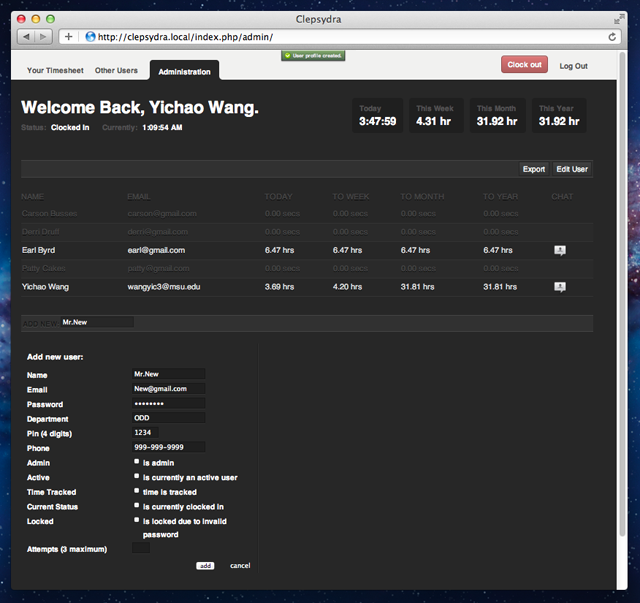 Clepsydra
http://clepsydra.local/index.php/admin/
User profile created.
Your Timesheet Other Users Administration Clock out Log Out
Welcome Back, Yichao Wang.
Status: Clocked In Currently: 1:09:54 AM
Today This Week This Month This Year
3:47:59 4.31 hr 31.92 hr 31.92 hr
Export Edit User
NAME EMAIL TODAY TO WEEK TO MONTH TO YEAR CHAT
Carson carson@gmail.com 0.00 secs 0.00 secs 0.00 secs 0.00 secs
0.00 secs 0.00 secs 0.00 secs 0.00 secs
Earl Byrd earl@gmail.com 6.47 hrs 6.47 hrs 6.47 hrs 6.47 hrs
Patty patty@gmail.com 0.00 secs 0.00 secs 0.00 secs 0.00 secs
Yichao Wang wangyic3@msu.edu 3.69 hrs 4.20 hrs 31.81 hrs 31.81 hrs
ADD NEW Mr.New
Add new user:
Name Mr.New
Email New@gmail.com
Password ••••••••
Department ODD
Pin (4 digits) 1234
Phone 999-999-9999
Admin is admin
Active is currently an active user
Time Tracked time is tracked
Current Status is currently clocked in
Locked is locked due to invalid
password
Attempts (3 maximum)
add cancel